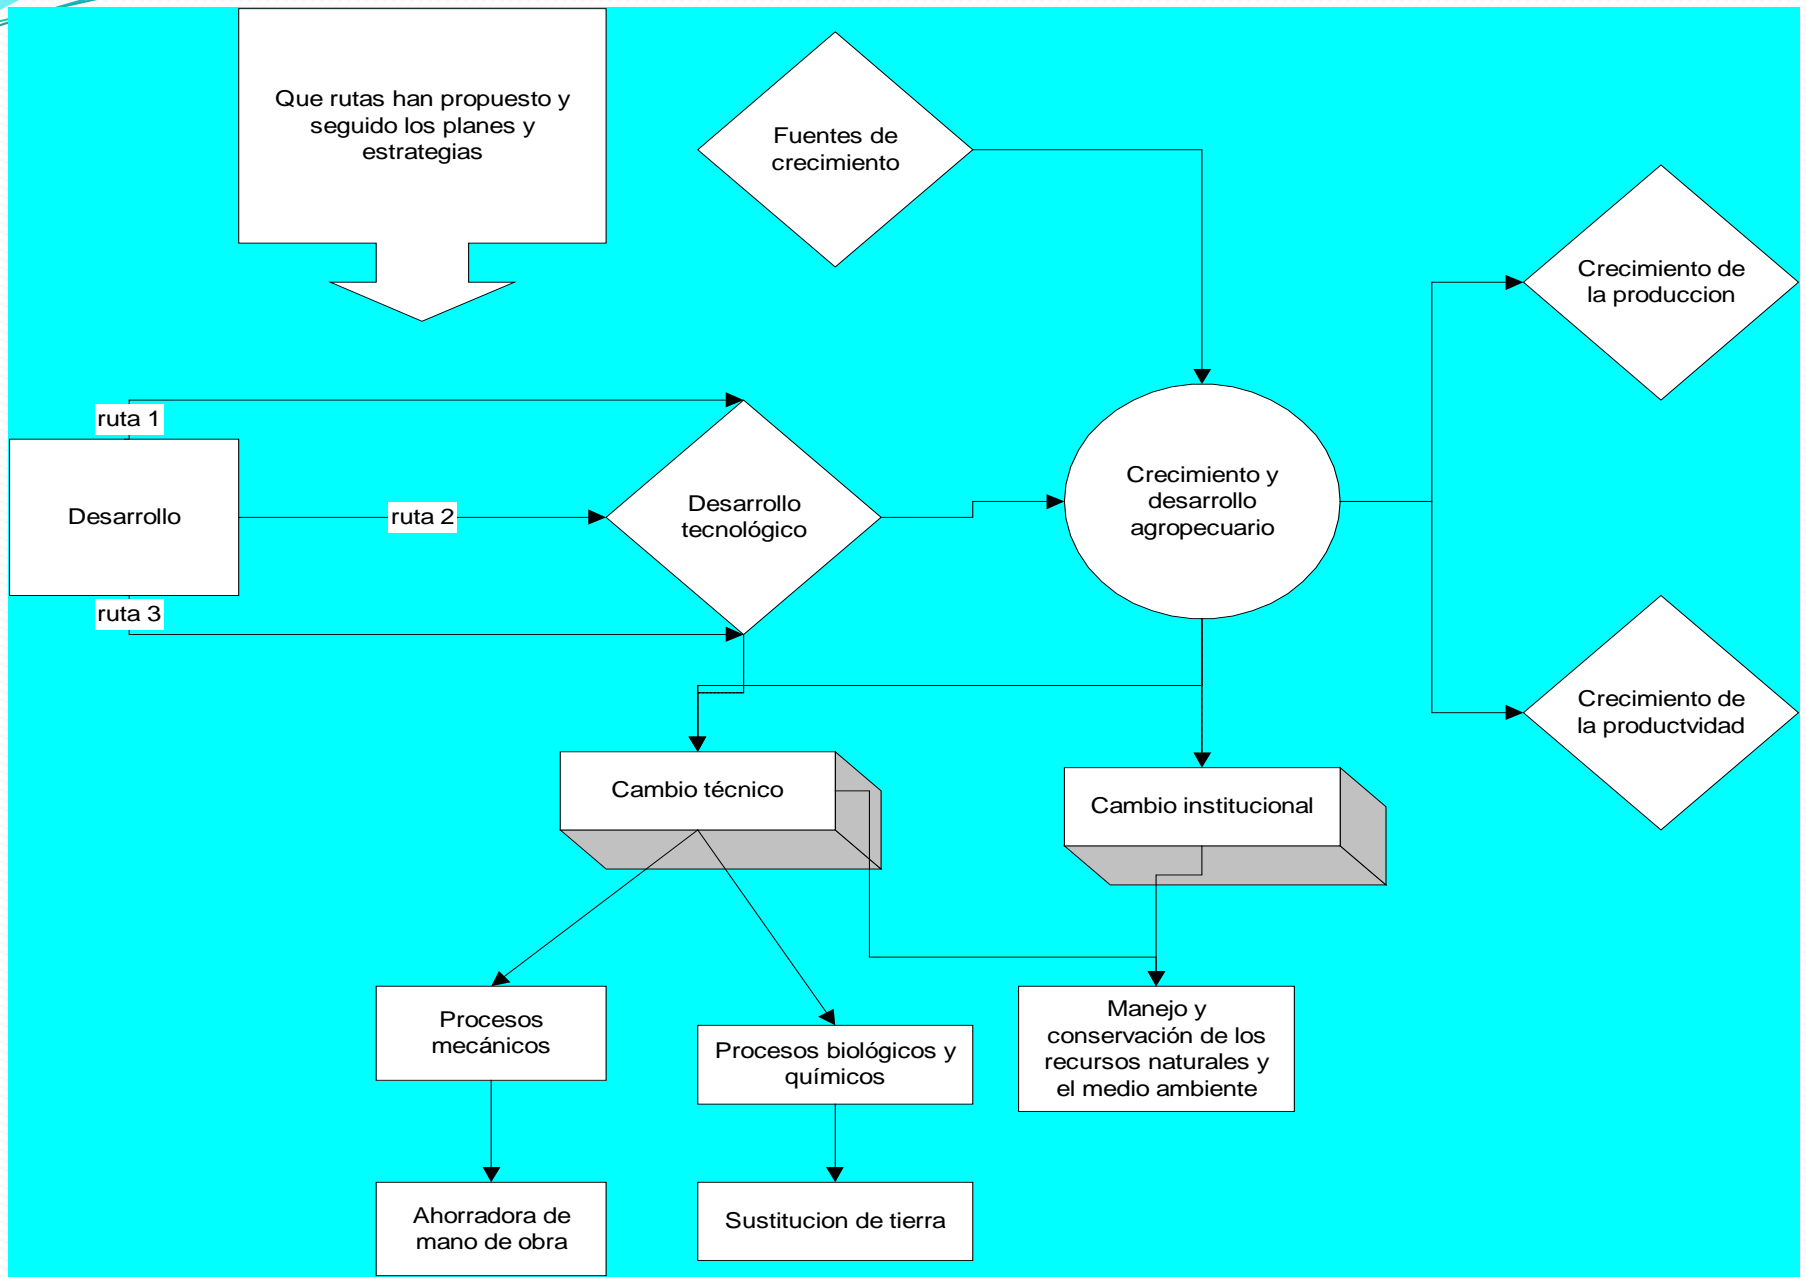 Que rutas han propuesto y
seguido los planes y
estrategias
Fuentes de
crecimiento
Crecimiento de
la produccion
ruta 1
Desarrollo
ruta 2
ruta 3
Desarrollo
tecnológico
Crecimiento y
desarrollo
agropecuario
Crecimiento de
la productvidad
Cambio técnico
Cambio institucional
Procesos
mecánicos
Procesos biológicos y
químicos
Manejo y
conservación de los
recursos naturales y
el medio ambiente
Ahorradora de
mano de obra
Sustitucion de tierra